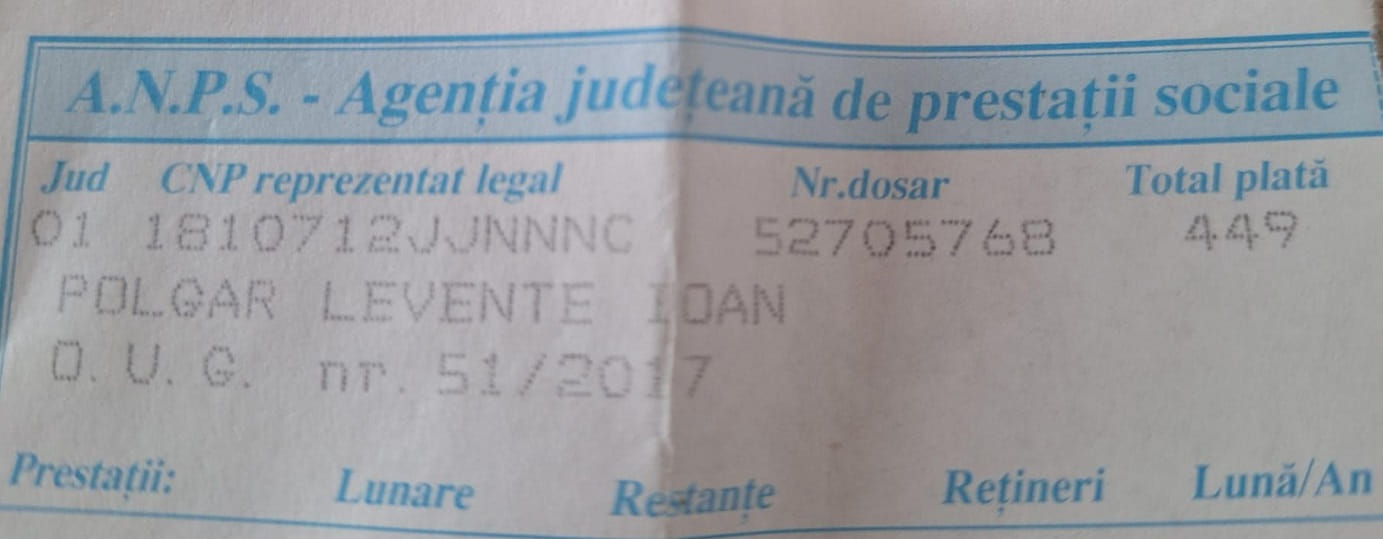 A.N.P.S. - Agenția județeană de prestații sociale
Jud CNP reprezentat legal Nr.dosar Total plată
01 1810712JJNNNC 52705768 449
POLGAR LEVENTE IOAN
O. U. G. nr. 51/2017
Prestații: Lunare Restanțe Rețineri Lună/An